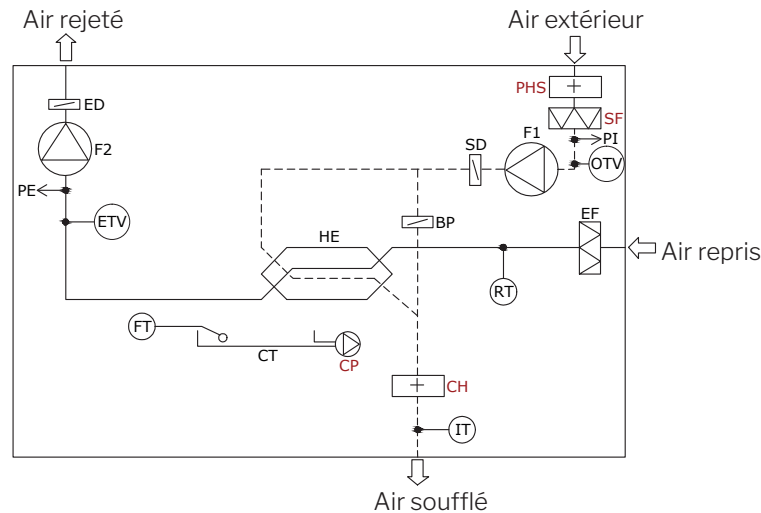 Air rejeté
Air extérieur
PHS
ED
SF
F1
PI
F2
SD
OTV
PE
ETV
BP
EF
HE
Air repris
RT
FT
CT
CP
CH
IT
Air soufflé